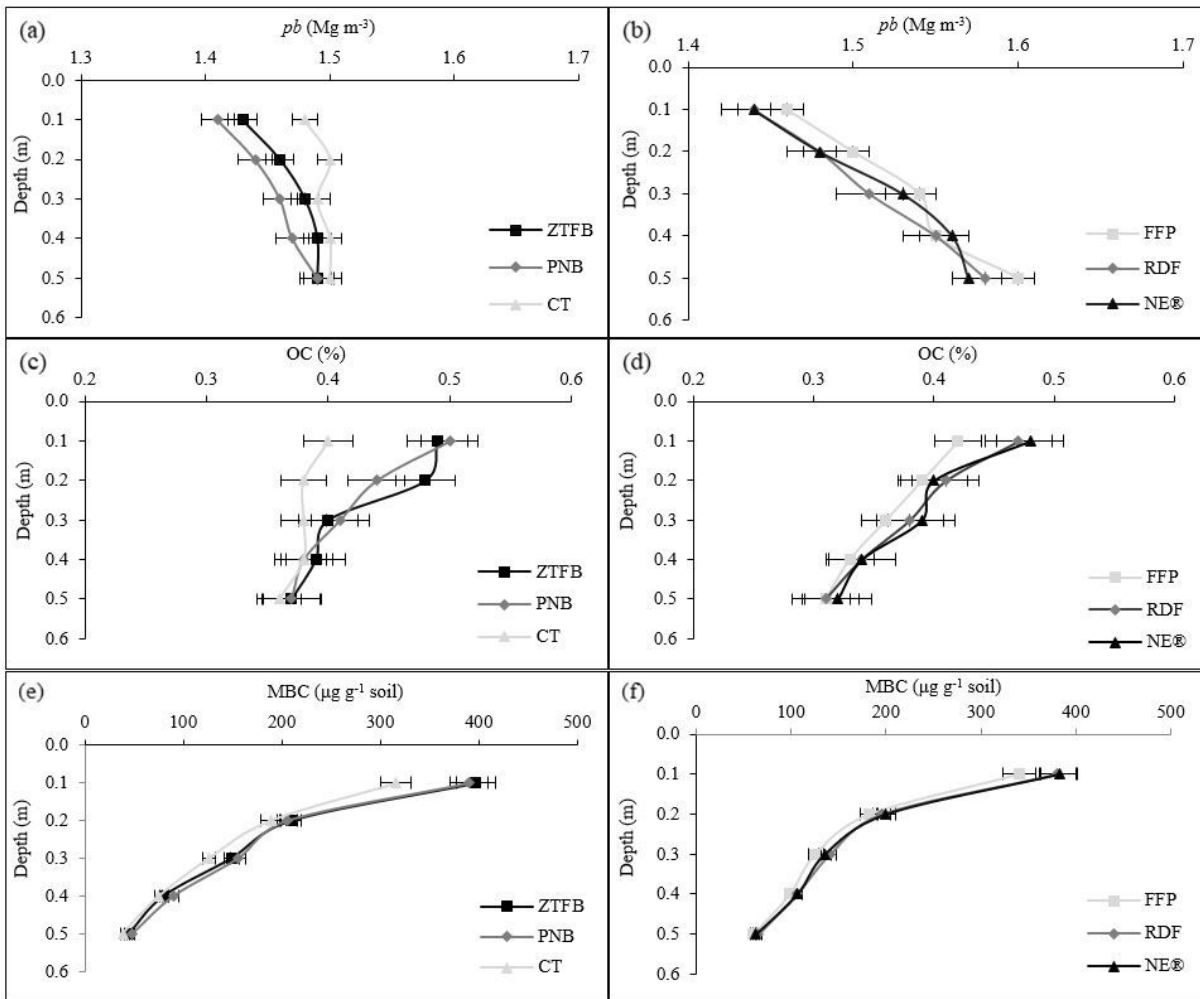 (a)
pb (Mg m-3)
1.3 1.4 1.5 1.6 1.7
0.0
0.1
0.2
0.3
0.4
0.5
0.6
Depth (m)
ZTFB
PNB
CT
(b)
pb (Mg m-3)
1.4 1.5 1.6 1.7
0.0
0.1
0.2
0.3
0.4
0.5
0.6
Depth (m)
FFP
RDF
NE®
(c)
OC (%)
0.2 0.3 0.4 0.5 0.6
0.0
0.1
0.2
0.3
0.4
0.5
0.6
Depth (m)
ZTFB
PNB
CT
(d)
OC (%)
0.2 0.3 0.4 0.5 0.6
0.0
0.1
0.2
0.3
0.4
0.5
0.6
Depth (m)
FFP
RDF
NE®
(e)
MBC (µg g-1 soil)
0 100 200 300 400 500
0.0
0.1
0.2
0.3
0.4
0.5
0.6
Depth (m)
ZTFB
PNB
CT
(f)
MBC (µg g-1 soil)
0 100 200 300 400 500
0.0
0.1
0.2
0.3
0.4
0.5
0.6
Depth (m)
FFP
RDF
NE®